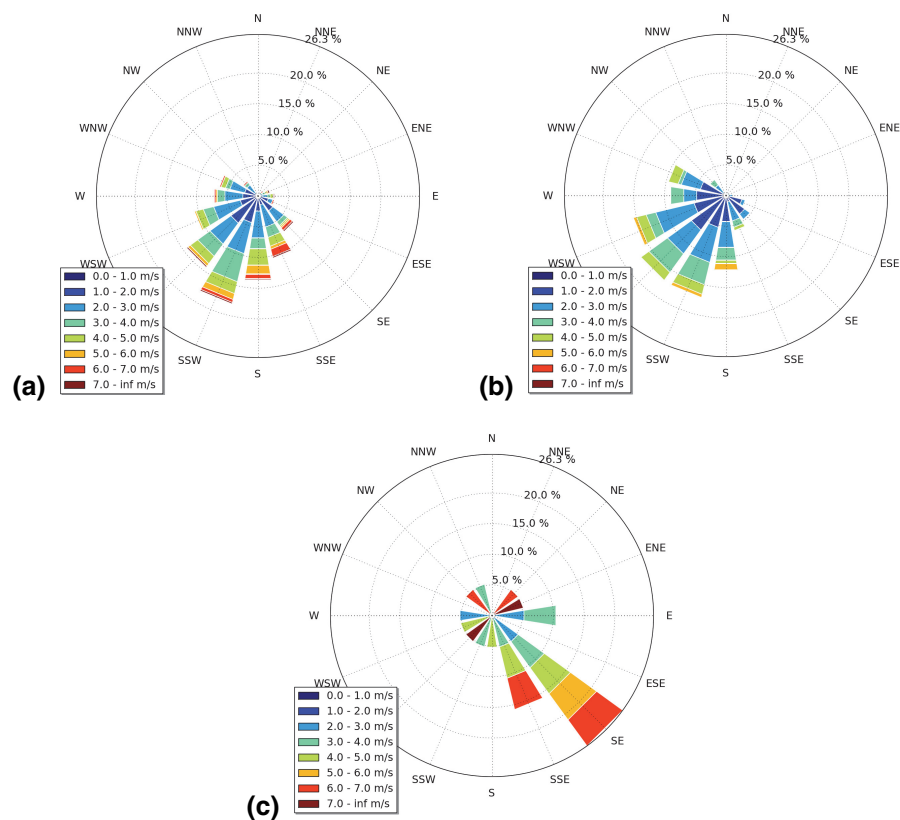 N
NNE
26.3 %
NE
ENE
E
ESE
SE
SSE
S
SSW
WSW
W
WNW
NW
NNW
20.0 %
15.0 %
10.0 %
5.0 %
0.0 - 1.0 m/s
1.0 - 2.0 m/s
2.0 - 3.0 m/s
3.0 - 4.0 m/s
4.0 - 5.0 m/s
5.0 - 6.0 m/s
6.0 - 7.0 m/s
7.0 - inf m/s
(a)
N
NNE
26.3 %
NE
ENE
E
ESE
SE
SSE
S
SSW
WSW
W
WNW
NW
NNW
20.0 %
15.0 %
10.0 %
5.0 %
0.0 - 1.0 m/s
1.0 - 2.0 m/s
2.0 - 3.0 m/s
3.0 - 4.0 m/s
4.0 - 5.0 m/s
5.0 - 6.0 m/s
6.0 - 7.0 m/s
7.0 - inf m/s
(b)
N
NNE
26.3 %
NE
ENE
E
ESE
SE
SSE
S
SSW
WSW
W
WNW
NW
NNW
20.0 %
15.0 %
10.0 %
5.0 %
0.0 - 1.0 m/s
1.0 - 2.0 m/s
2.0 - 3.0 m/s
3.0 - 4.0 m/s
4.0 - 5.0 m/s
5.0 - 6.0 m/s
6.0 - 7.0 m/s
7.0 - inf m/s
(c)